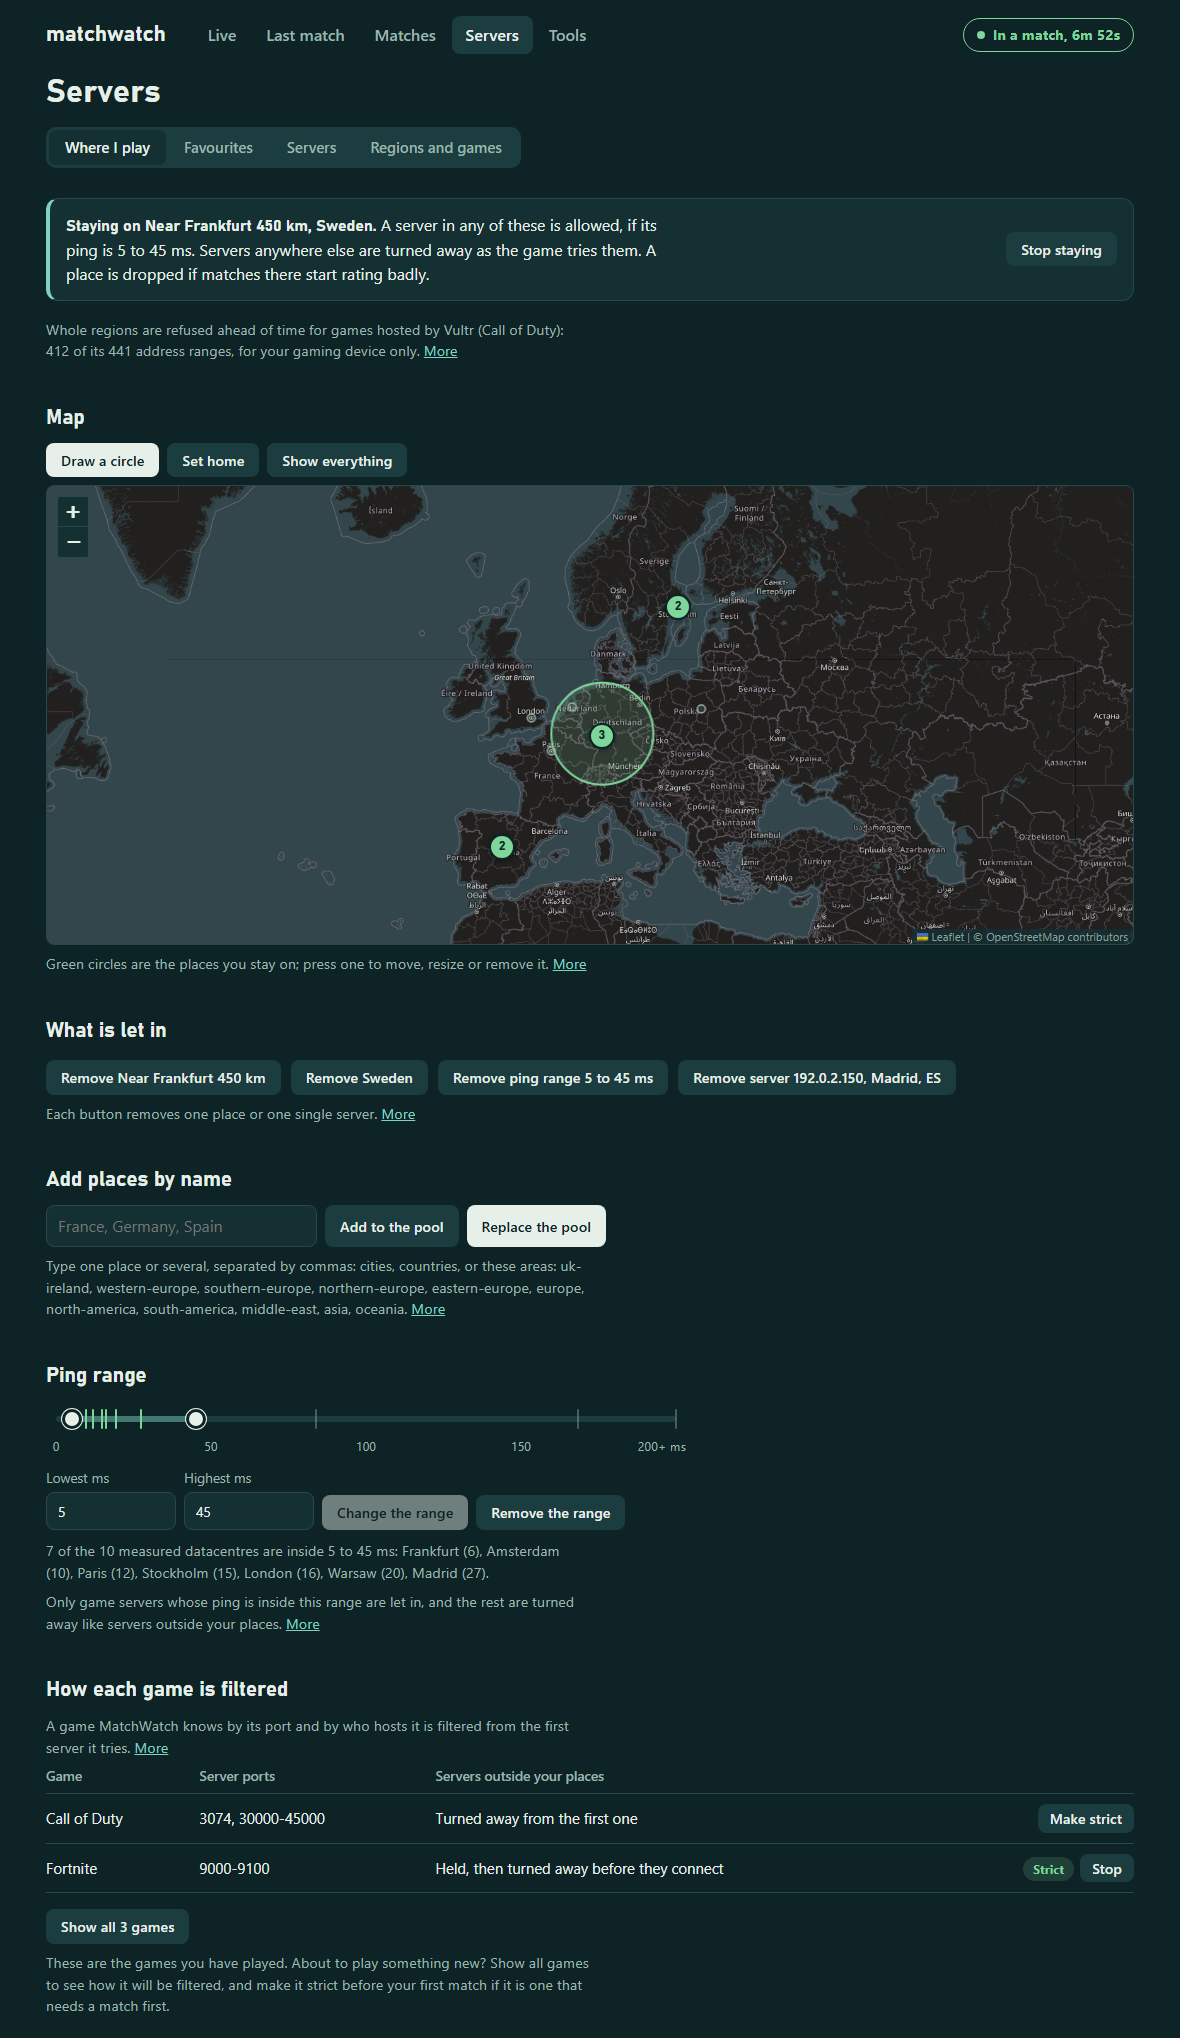 matchwatch
Live
Last match
Matches
Servers
Tools
In a match, 6m 52s
Servers
Where I play
Favourites
Servers
Regions and games
Staying on Near Frankfurt 450 km, Sweden. A server in any of these is allowed, if its
ping is 5 to 45 ms. Servers anywhere else are turned away as the game tries them. A
place is dropped if matches there start rating badly.
Stop staying
Whole regions are refused ahead of time for games hosted by Vultr (Call of Duty):
412 of its 441 address ranges, for your gaming device only. More
Map
Draw a circle
Set home
Show everything
+
−
Ísland
Norge
Suomi /
Finland
Sverige
Oslo
Санкт-
Петербург
Helsinki
2
Eesti
Latvija
Danmark
Lietuva
Москва
United Kingdom
Great Britain
Éire / Ireland
Hamburg
Berlin
Беларусь
London
Nederland
Polska
Deutschland
Астана
3
Paris
Česko
Київ
Slovensko
Україна
München
Chișinău
Magyarország
Қазақстан
France
Zagreb
România
Hrvatska
Србија
București
България
Barcelona
Italia
İstanbul
საქართველო
Oʻzbekiston
2
Portugal
Ελλάς
İzmir
Türkiye
Երևան
Azərbaycan
Türkmenistan
Тоҷикистон
Antalya
Aşgabat
Rabat
Alger
الجزائر
تونس
تونس
سوريا
الموصل
العراق
تهران
افغانستان
کابل
طرابلس
دمشق
الأردن
القاهرة
Leaflet | © OpenStreetMap contributors
Green circles are the places you stay on; press one to move, resize or remove it. More
What is let in
Remove Near Frankfurt 450 km
Remove Sweden
Remove ping range 5 to 45 ms
Remove server 192.0.2.150, Madrid, ES
Each button removes one place or one single server. More
Add places by name
France, Germany, Spain
Add to the pool
Replace the pool
Type one place or several, separated by commas: cities, countries, or these areas: uk-
ireland, western-europe, southern-europe, northern-europe, eastern-europe, europe,
north-america, south-america, middle-east, asia, oceania. More
Ping range
0
50
100
150
200+ ms
Lowest ms
Highest ms
5
45
Change the range
Remove the range
7 of the 10 measured datacentres are inside 5 to 45 ms: Frankfurt (6), Amsterdam
(10), Paris (12), Stockholm (15), London (16), Warsaw (20), Madrid (27).
Only game servers whose ping is inside this range are let in, and the rest are turned
away like servers outside your places. More
How each game is filtered
A game MatchWatch knows by its port and by who hosts it is filtered from the first
server it tries. More
Game
Server ports
Servers outside your places
Call of Duty
3074, 30000-45000
Turned away from the first one
Make strict
Fortnite
9000-9100
Held, then turned away before they connect
Strict
Stop
Show all 3 games
These are the games you have played. About to play something new? Show all games
to see how it will be filtered, and make it strict before your first match if it is one that
needs a match first.